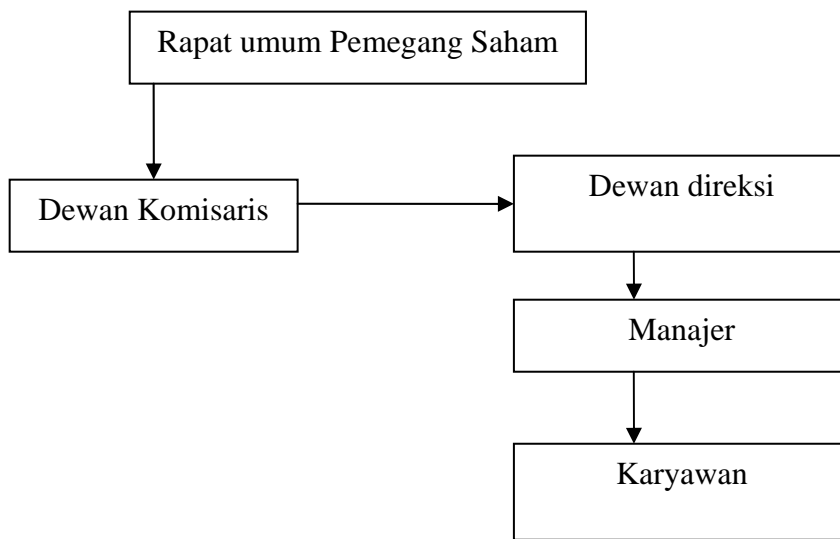 Rapat umum Pemegang Saham
Dewan Komisaris
Dewan direksi
Manajer
Karyawan